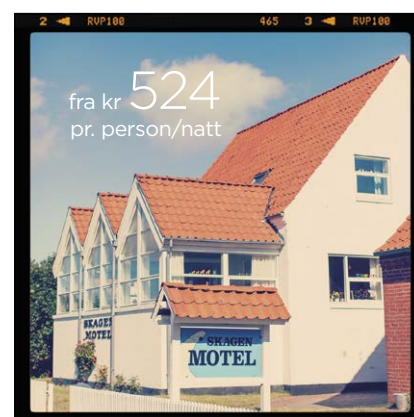 2 RVP100 465 3 RVP100
fra kr 524
pr. person/natt
SKAGEN
MOTEL
SKAGEN
MOTEL